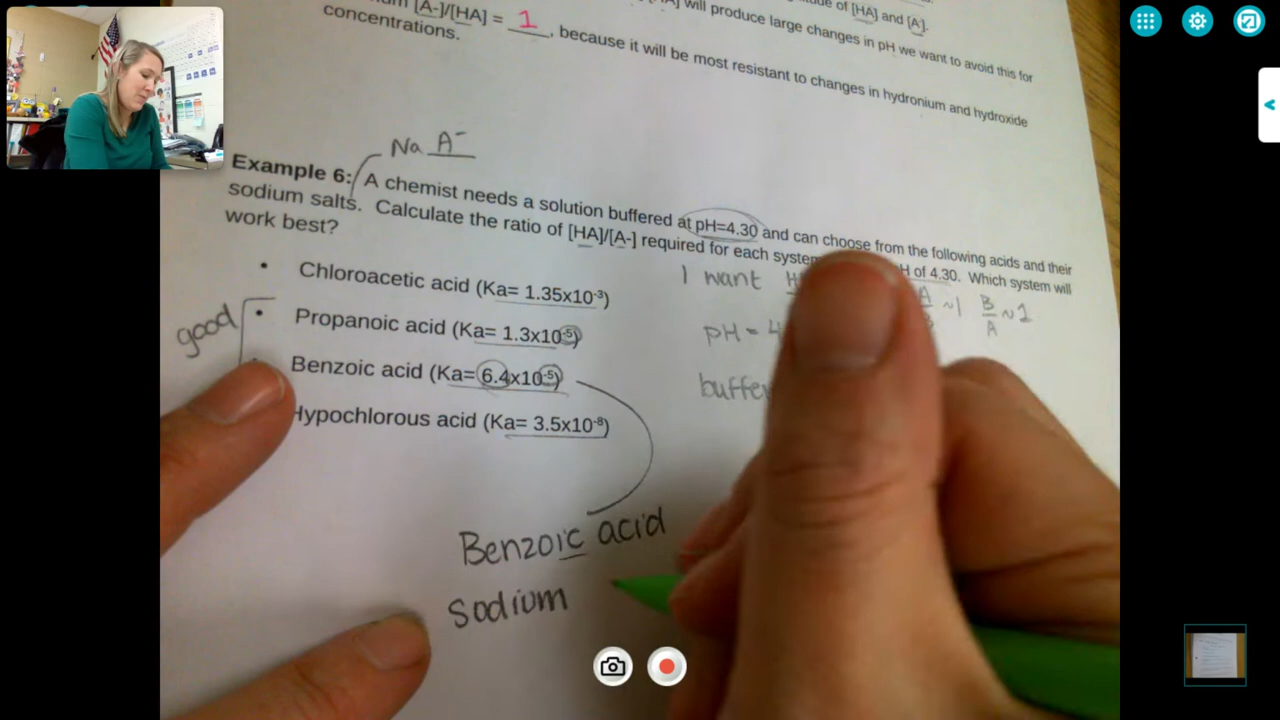 [A-]/[HA] = 1, because it will be most resistant to changes in hydronium and hydroxide
of [HA] and [A].
will produce large changes in pH we want to avoid this for
concentrations.
Na A⁻
Example 6: A chemist needs a solution buffered at pH=4.30 and can choose from the following acids and their
sodium salts. Calculate the ratio of [HA]/[A-] required for each of 4.30. Which system will
work best?
• Chloroacetic acid (Ka= 1.35x10⁻³)
• Propanoic acid (Ka= 1.3x10⁻⁵)
Benzoic acid (Ka= 6.4x10⁻⁵)
Hypochlorous acid (Ka= 3.5x10⁻⁸)
good
I want
A ~1 B/A ~1
pH = 4
Benzoic acid
sodium